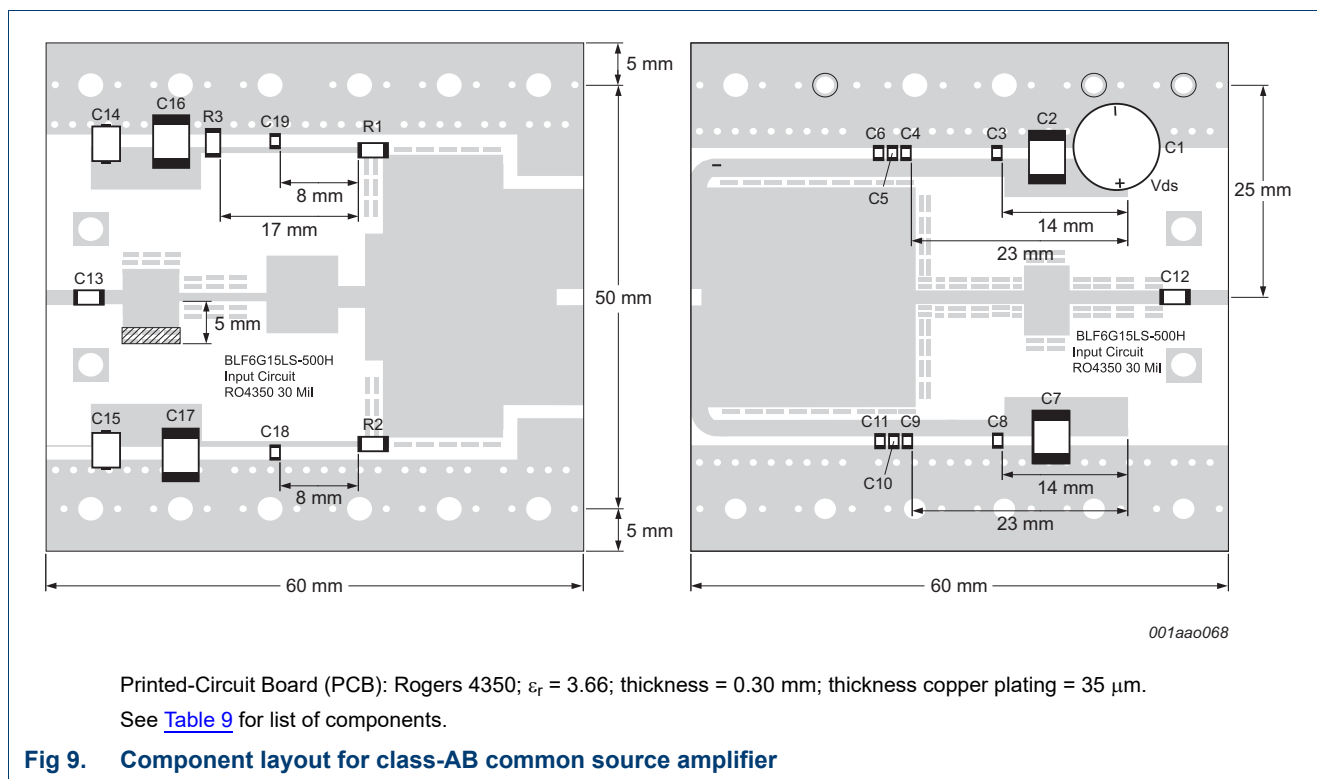 5 mm
C14
C16
R3
C19
R1
8 mm
17 mm
C13
5 mm
50 mm
BLF6G15LS-500H
Input Circuit
RO4350 30 Mil
C15
C17
C18
R2
8 mm
5 mm
60 mm
C6
C4
C3
C2
C1
C5
-
+
Vds
25 mm
14 mm
23 mm
C12
BLF6G15LS-500H
Input Circuit
RO4350 30 Mil
C7
C11
C9
C8
C10
14 mm
23 mm
60 mm
001aao068
Printed-Circuit Board (PCB): Rogers 4350; εr = 3.66; thickness = 0.30 mm; thickness copper plating = 35 μm.
See Table 9 for list of components.
Fig 9. Component layout for class-AB common source amplifier